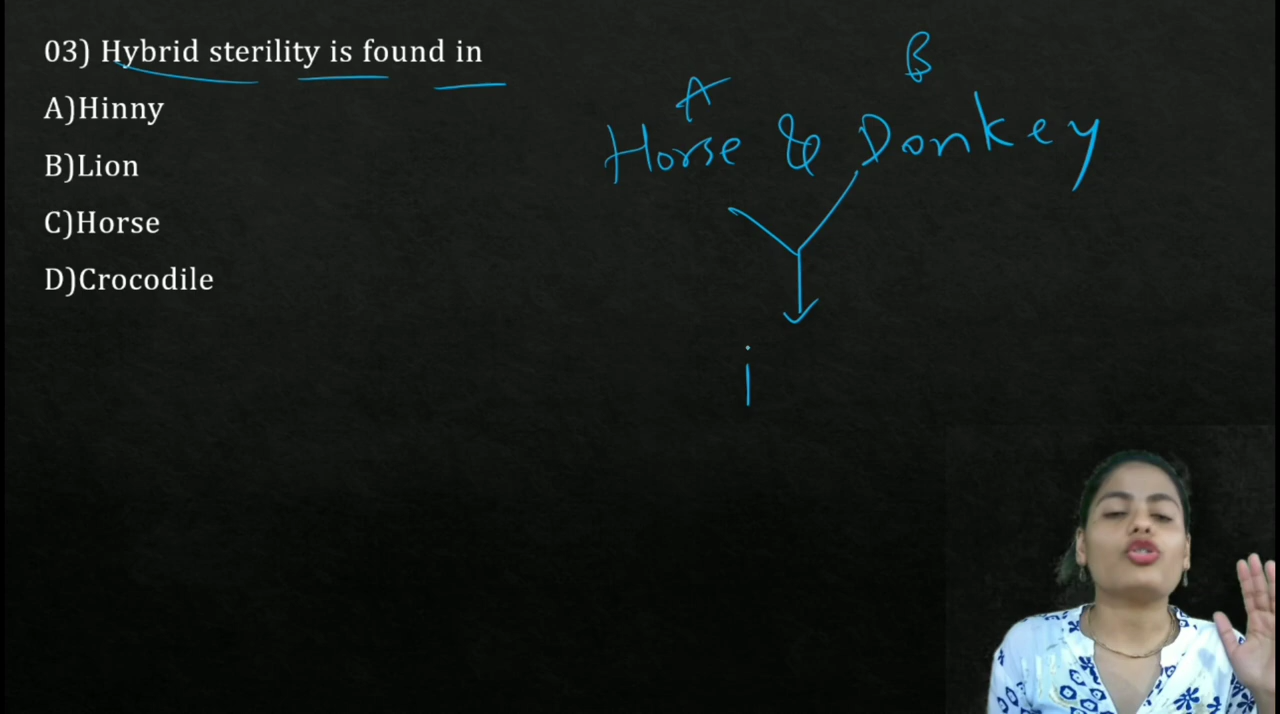 03) Hybrid sterility is found in
A)Hinny
B)Lion
C)Horse
D)Crocodile
A B
Horse & Donkey
i